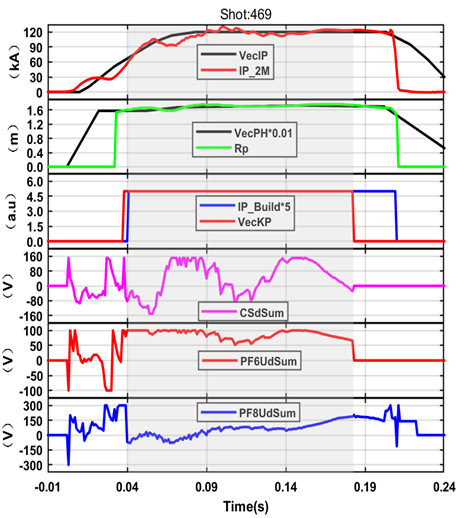 Shot:469
(kA)
120
90
60
30
0
VecIP
IP_2M
(m)
1.6
1.2
0.8
0.4
0.0
VecPH*0.01
Rp
(a.u)
6.0
4.5
3.0
1.5
0.0
IP_Build*5
VecKP
(V)
160
80
0
-80
-160
CSdSum
(V)
100
50
0
-50
-100
PF6UdSum
(V)
300
150
0
-150
-300
PF8UdSum
-0.01 0.04 0.09 0.14 0.19 0.24
Time(s)